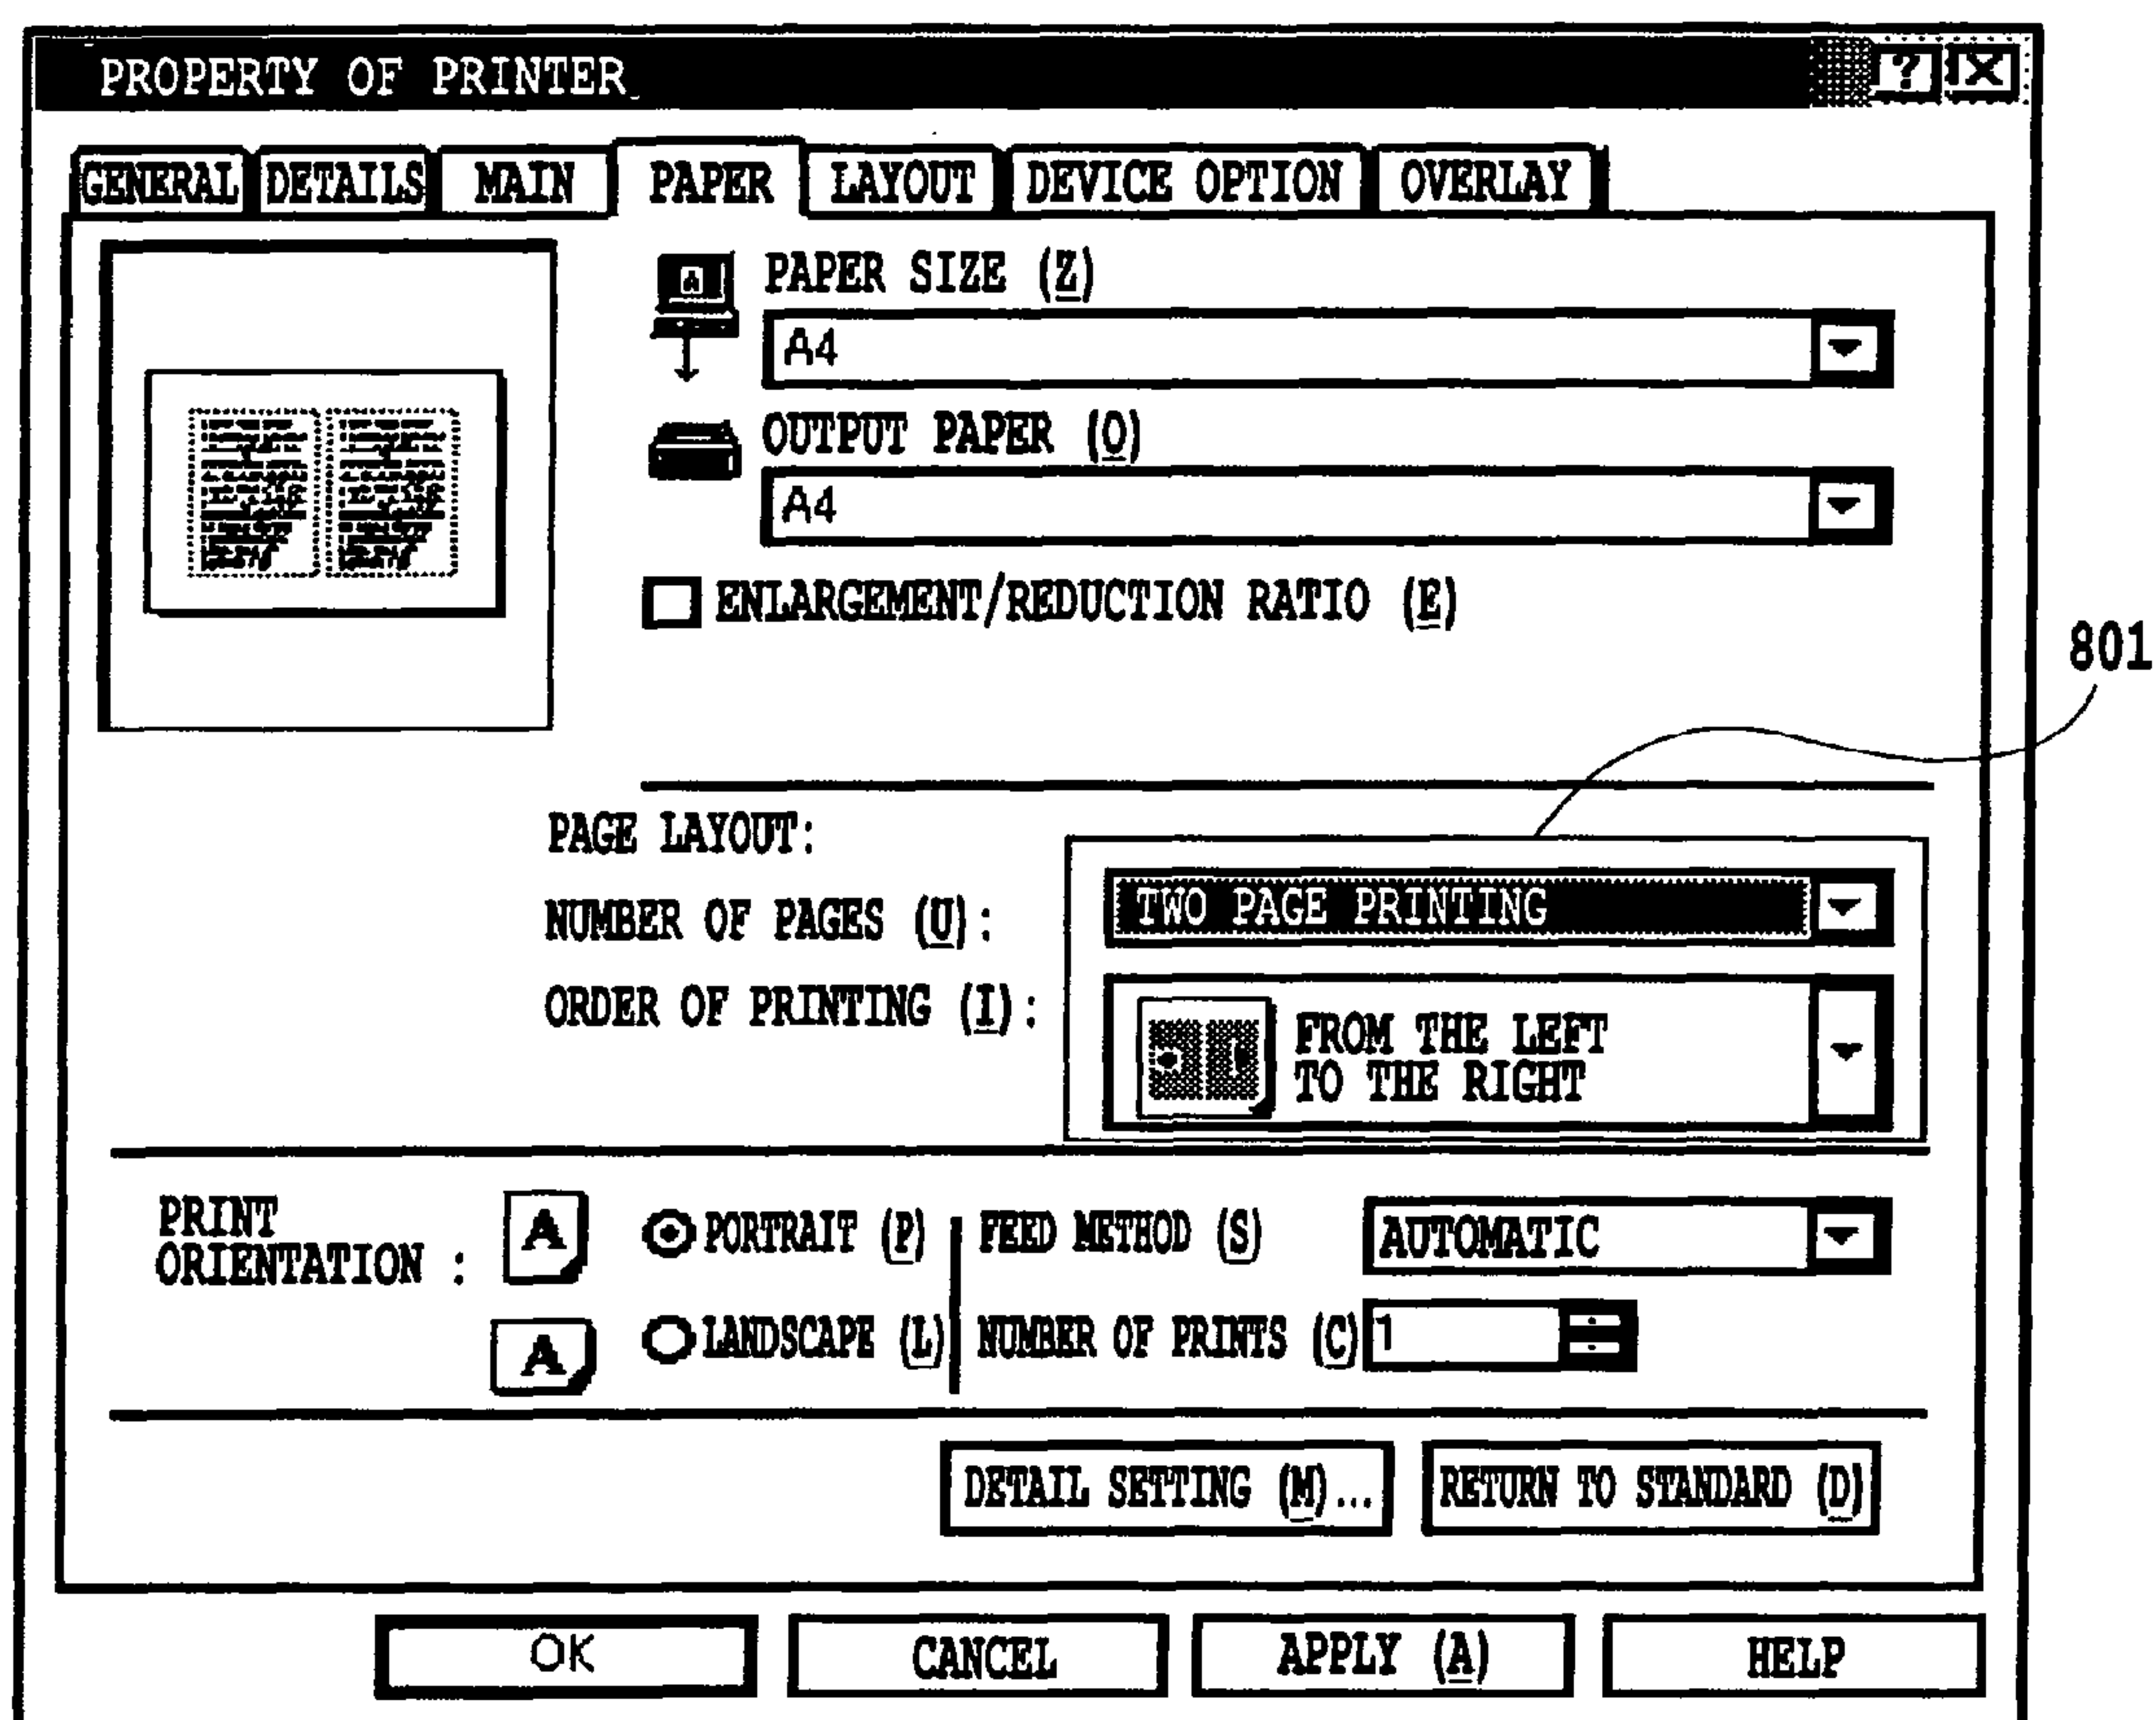 PROPERTY OF PRINTER ? X
GENERAL DETAILS MAIN PAPER LAYOUT DEVICE OPTION OVERLAY
A PAPER SIZE (Z)
A4
OUTPUT PAPER (O)
A4
ENLARGEMENT/REDUCTION RATIO (E)
801
PAGE LAYOUT:
NUMBER OF PAGES (U): TWO PAGE PRINTING
ORDER OF PRINTING (I): FROM THE LEFT
TO THE RIGHT
PRINT
ORIENTATION : A PORTRAIT (P) FEED METHOD (S) AUTOMATIC
A LANDSCAPE (L) NUMBER OF PRINTS (C) 1
DETAIL SETTING (M)... RETURN TO STANDARD (D)
OK CANCEL APPLY (A) HELP